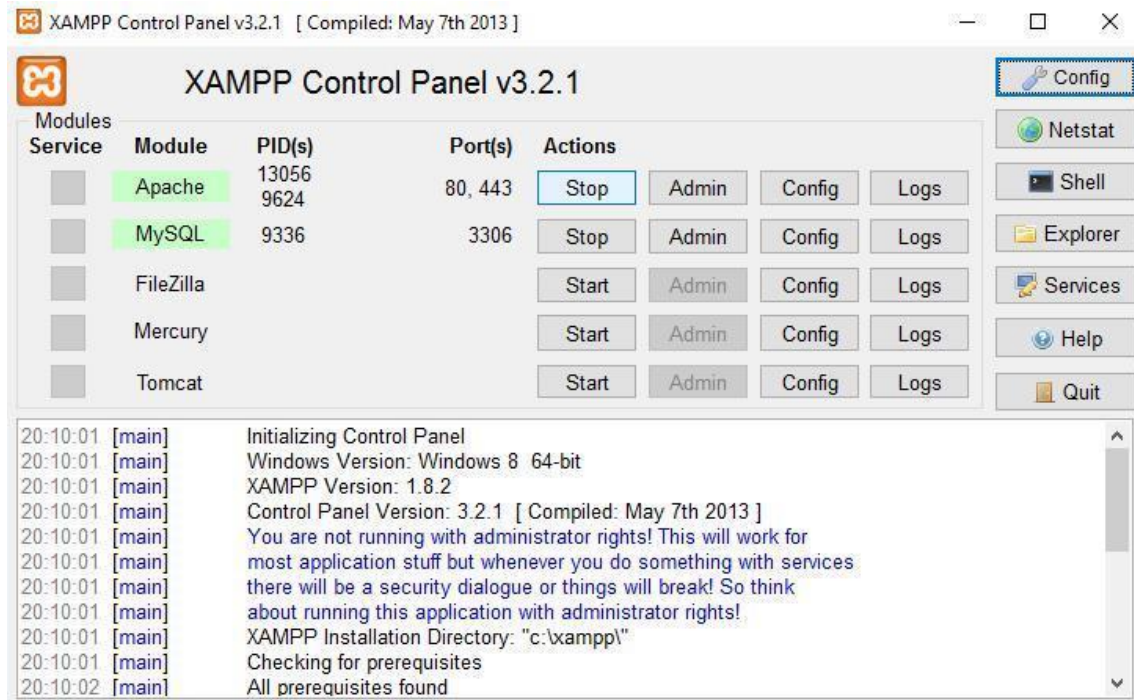 XAMPP Control Panel v3.2.1 [ Compiled: May 7th 2013 ]
XAMPP Control Panel v3.2.1
Config
Modules
Service Module PID(s) Port(s) Actions
Netstat
Apache 13056 9624 80, 443 Stop Admin Config Logs
Shell
MySQL 9336 3306 Stop Admin Config Logs
Explorer
FileZilla Start Admin Config Logs
Services
Mercury Start Admin Config Logs
Help
Tomcat Start Admin Config Logs
Quit
20:10:01 [main] Initializing Control Panel
20:10:01 [main] Windows Version: Windows 8 64-bit
20:10:01 [main] XAMPP Version: 1.8.2
20:10:01 [main] Control Panel Version: 3.2.1 [ Compiled: May 7th 2013 ]
20:10:01 [main] You are not running with administrator rights! This will work for
20:10:01 [main] most application stuff but whenever you do something with services
20:10:01 [main] there will be a security dialogue or things will break! So think
20:10:01 [main] about running this application with administrator rights!
20:10:01 [main] XAMPP Installation Directory: "c:\xampp\"
20:10:01 [main] Checking for prerequisites
20:10:02 [main] All prerequisites found